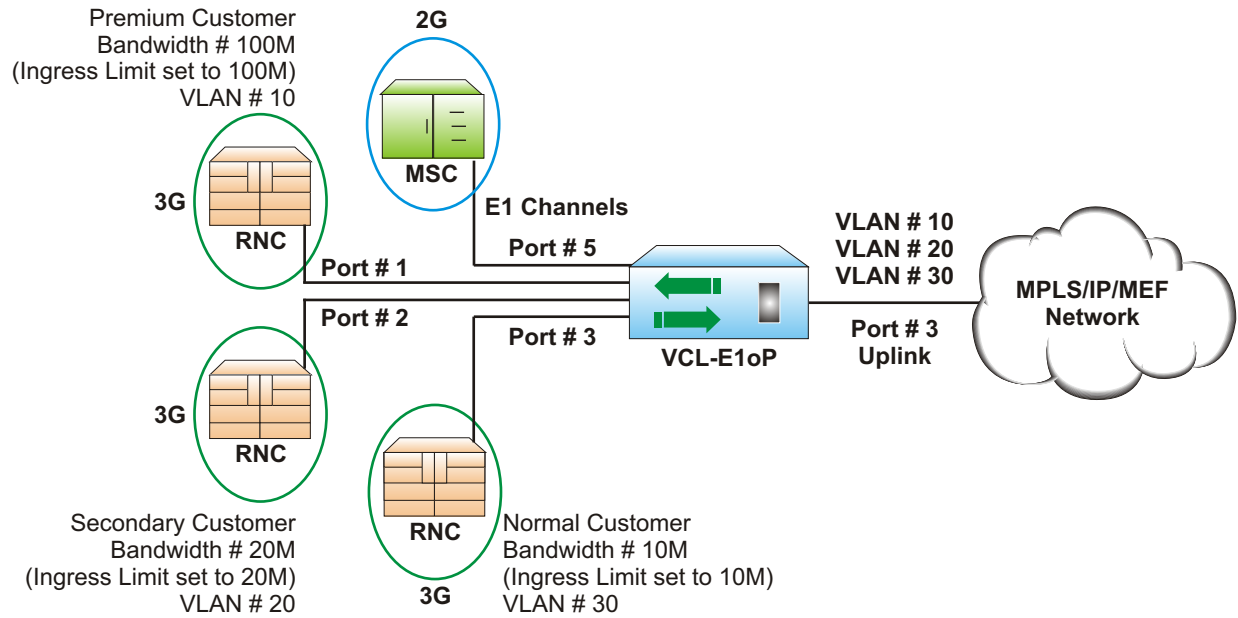 Premium Customer
Bandwidth # 100M
(Ingress Limit set to 100M)
VLAN # 10
3G
RNC
2G
MSC
E1 Channels
Port # 5
Port # 1
Port # 2
Port # 3
VCL-E1oP
VLAN # 10
VLAN # 20
VLAN # 30
Port # 3
Uplink
MPLS/IP/MEF
Network
3G
RNC
Secondary Customer
Bandwidth # 20M
(Ingress Limit set to 20M)
VLAN # 20
RNC
3G
Normal Customer
Bandwidth # 10M
(Ingress Limit set to 10M)
VLAN # 30